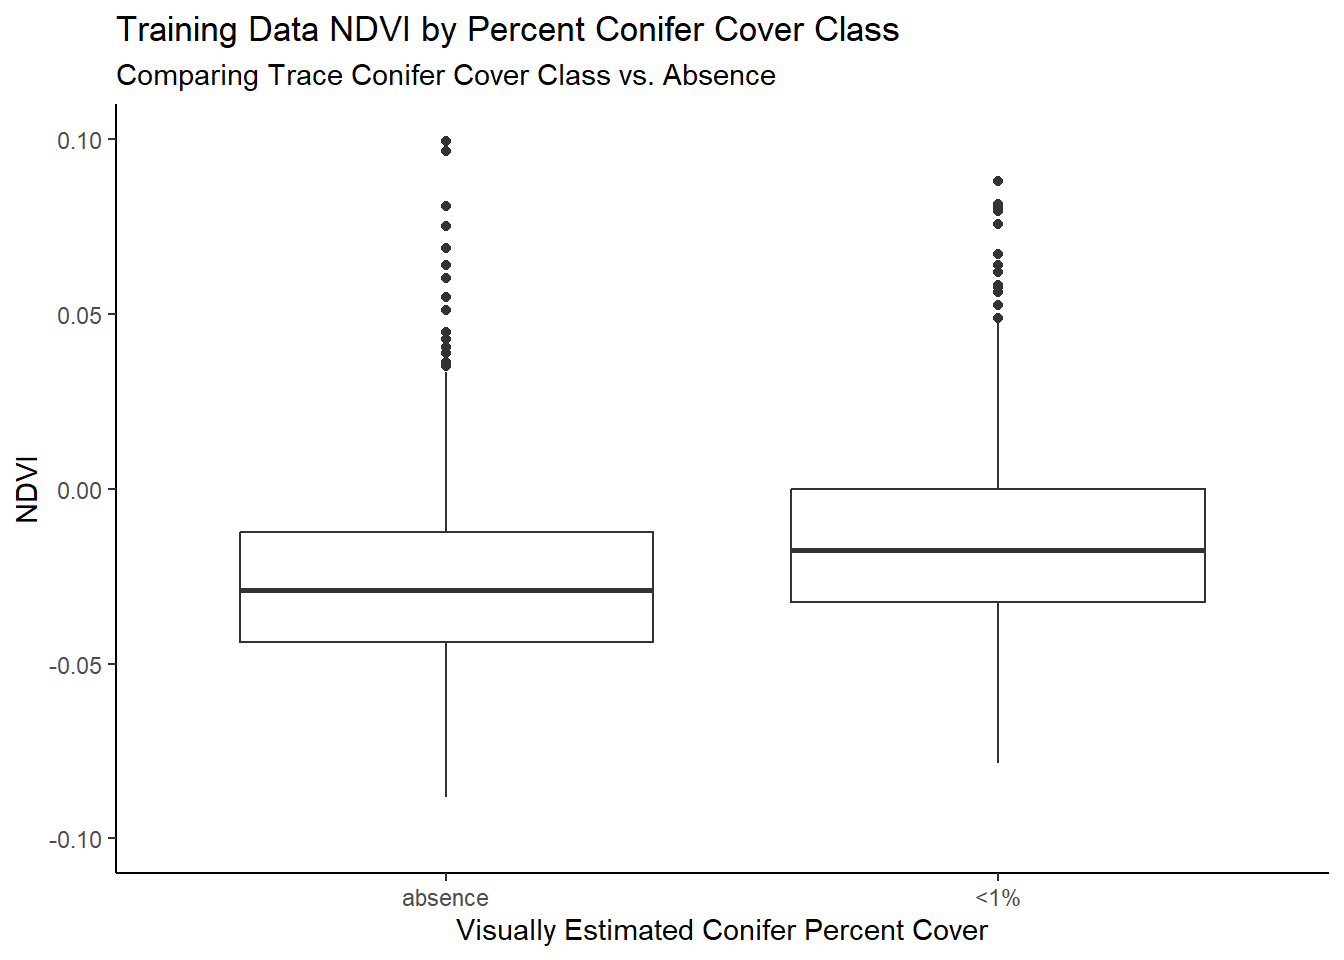 Training Data NDVI by Percent Conifer Cover Class
Comparing Trace Conifer Cover Class vs. Absence
0.10
0.05
0.00
-0.05
-0.10
NDVI
absence
<1%
Visually Estimated Conifer Percent Cover